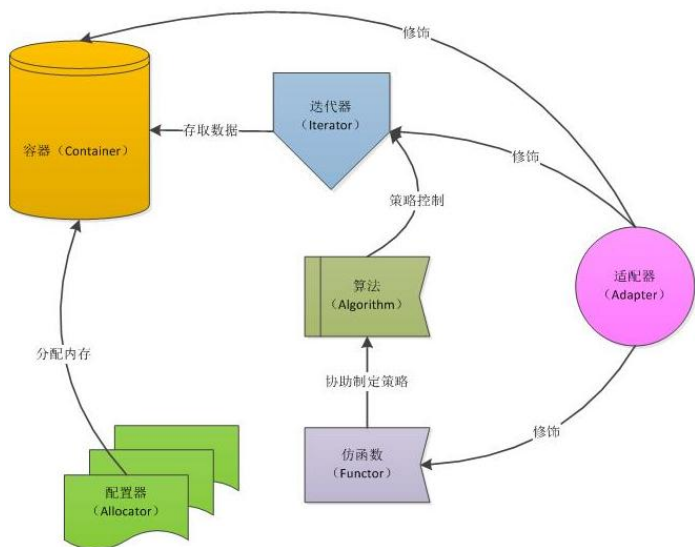 修饰
迭代器
（Iterator）
存取数据
容器（Container）
修饰
策略控制
算法
（Algorithm）
适配器
（Adapter）
分配内存
协助制定策略
仿函数
（Functor）
修饰
配置器
（Allocator）